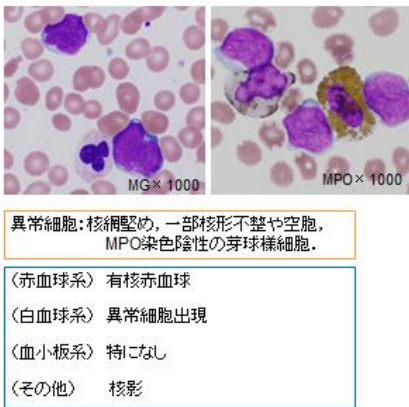 MG×1000
MPO×1000
異常細胞：核網堅め，一部核形不整や空胞，
MPO染色陰性の芽球様細胞．
（赤血球系） 有核赤血球
（白血球系） 異常細胞出現
（血小板系） 特になし
（その他） 核影